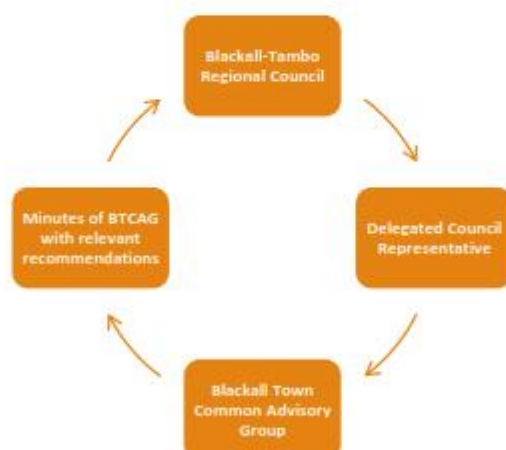 Blackall-Tambo
Regional Council
Delegated Council
Representative
Blackall Town
Common Advisory
Group
Minutes of BTCAG
with relevant
recommendations